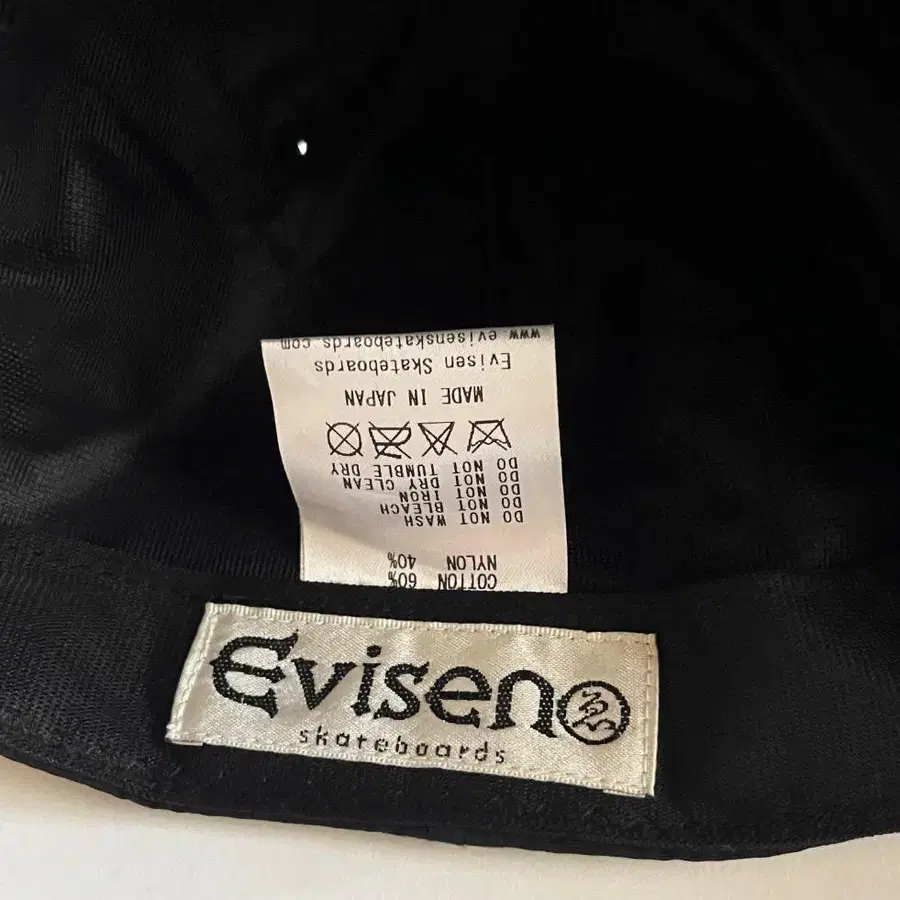 COTTON 60%
NYLON 40%
DO NOT WASH
DO NOT BLEACH
DO NOT IRON
DO NOT DRY CLEAN
DO NOT TUMBLE DRY
MADE IN JAPAN
Evisen Skateboards
www.evisenskateboards.com
Evisen ゑ
skateboards